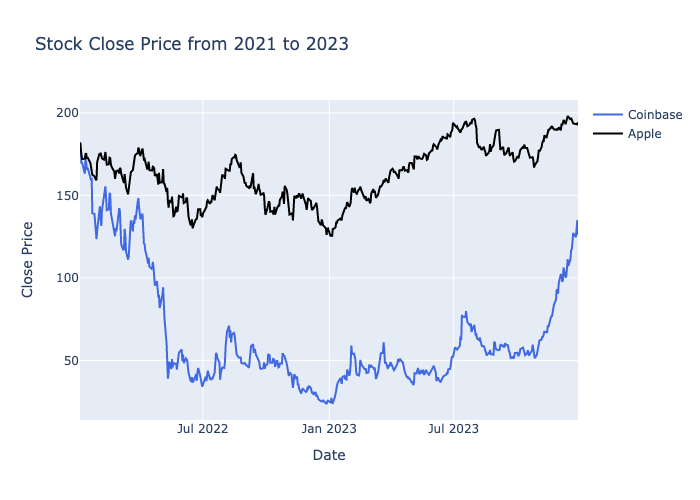 Stock Close Price from 2021 to 2023
Coinbase
Apple
200
150
100
50
Close Price
Jul 2022
Jan 2023
Jul 2023
Date